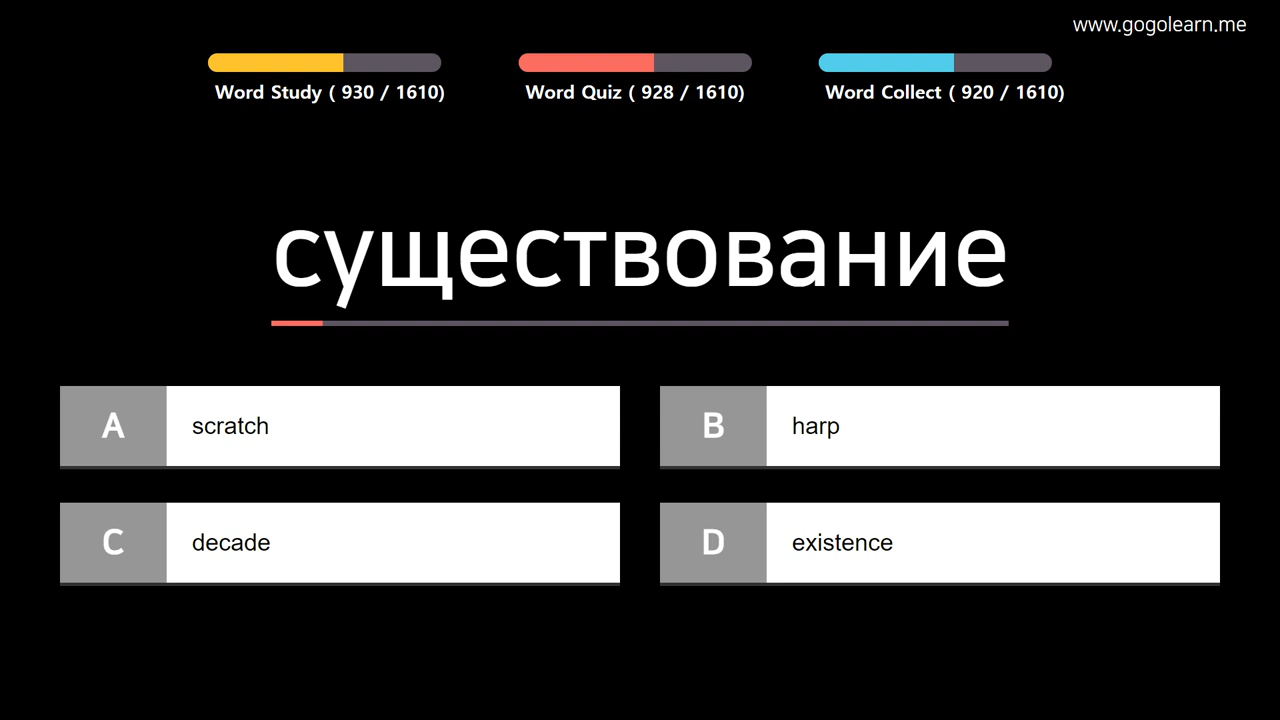 www.gogolearn.me
Word Study ( 930 / 1610)
Word Quiz ( 928 / 1610)
Word Collect ( 920 / 1610)
существование
A scratch
B harp
C decade
D existence